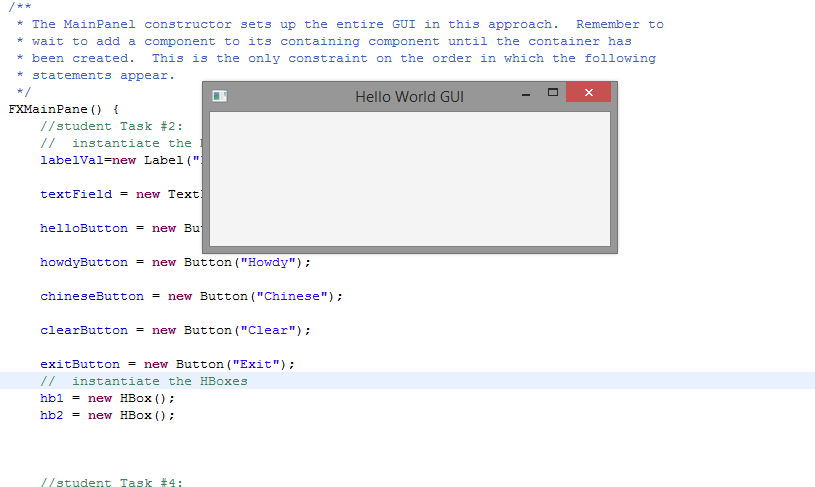 /**
* The MainPanel constructor sets up the entire GUI in this approach.  Remember to
* wait to add a component to its containing component until the container has
* been created.  This is the only constraint on the order in which the following
* statements appear.
*/
Hello World GUI
FXMainPane() {
//student Task #2:
//  instantiate the
labelVal=new Label("
textField = new Text
helloButton = new Bu
howdyButton = new Button("Howdy");
chineseButton = new Button("Chinese");
clearButton = new Button("Clear");
exitButton = new Button("Exit");
//  instantiate the HBoxes
hb1 = new HBox();
hb2 = new HBox();
//student Task #4: